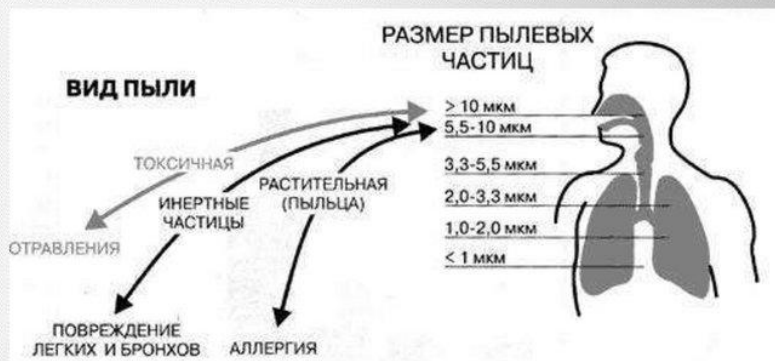 РАЗМЕР ПЫЛЕВЫХ
ЧАСТИЦ
ВИД ПЫЛИ
> 10 мкм
5,5-10 мкм
3,3-5,5 мкм
2,0-3,3 мкм
1,0-2,0 мкм
< 1 мкм
ТОКСИЧНАЯ
ИНЕРТНЫЕ
ЧАСТИЦЫ
РАСТИТЕЛЬНАЯ
(ПЫЛЬЦА)
ОТРАВЛЕНИЯ
ПОВРЕЖДЕНИЕ
ЛЕГКИХ И БРОНХОВ
АЛЛЕРГИЯ